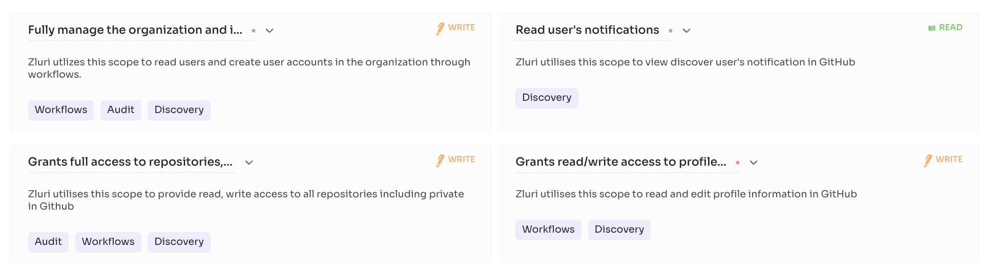 Fully manage the organization and i... *
WRITE
Zluri utlizes this scope to read users and create user accounts in the organization through
workflows.
Workflows Audit Discovery
Read user's notifications *
READ
Zluri utilises this scope to view discover user's notification in GitHub
Discovery
Grants full access to repositories,...
WRITE
Zluri utilises this scope to provide read, write access to all repositories including private
in Github
Audit Workflows Discovery
Grants read/write access to profile... *
WRITE
Zluri utilises this scope to read and edit profile information in GitHub
Workflows Discovery